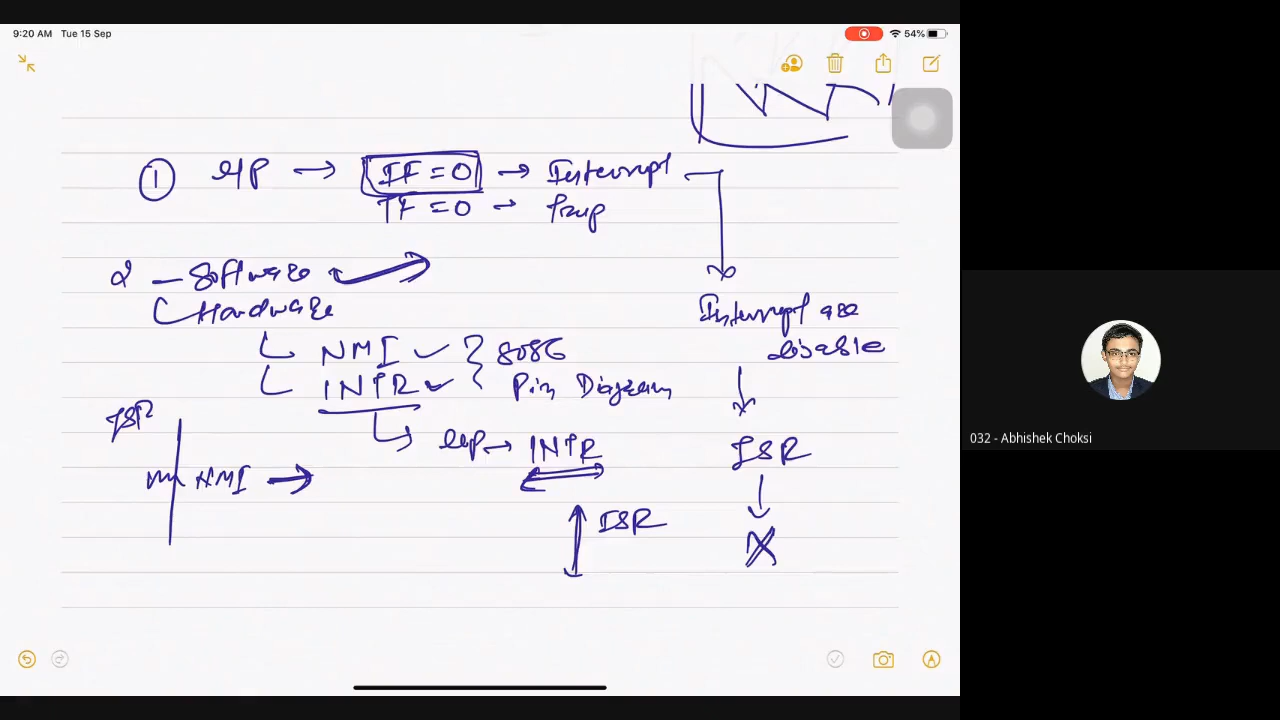 9:20 AM Tue 15 Sep
54%
① μP → IF = 0 → Interrupt
TF = 0 → Trap
2 - Software
Hardware
Interrupt are
disable
NMI ✓ } 8086
INTR ✓ Pin Diagram
ISR
μp → INTR
ISR
NMI →
ISR
X
032 - Abhishek Choksi